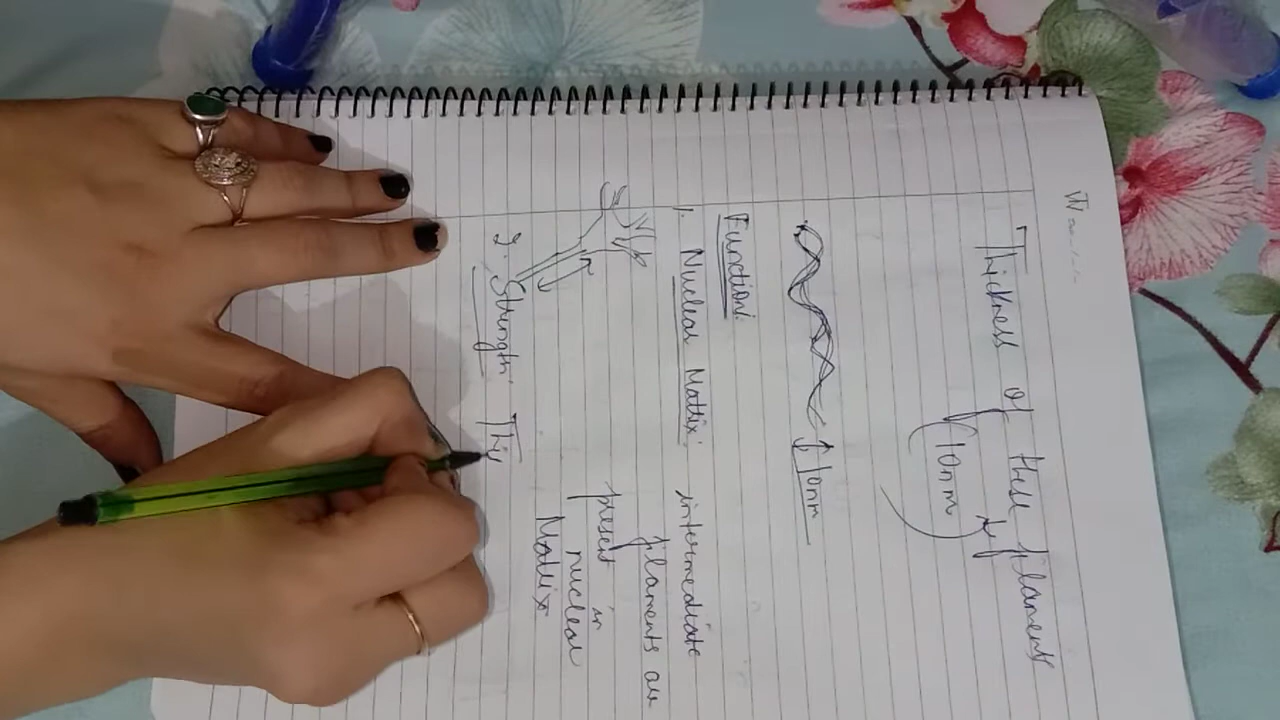 Thickness of these filaments
10nm
10nm
Function:
1. Nuclear Matrix: intermediate
filaments are
present in
nuclear
Matrix.
2. Strength: This